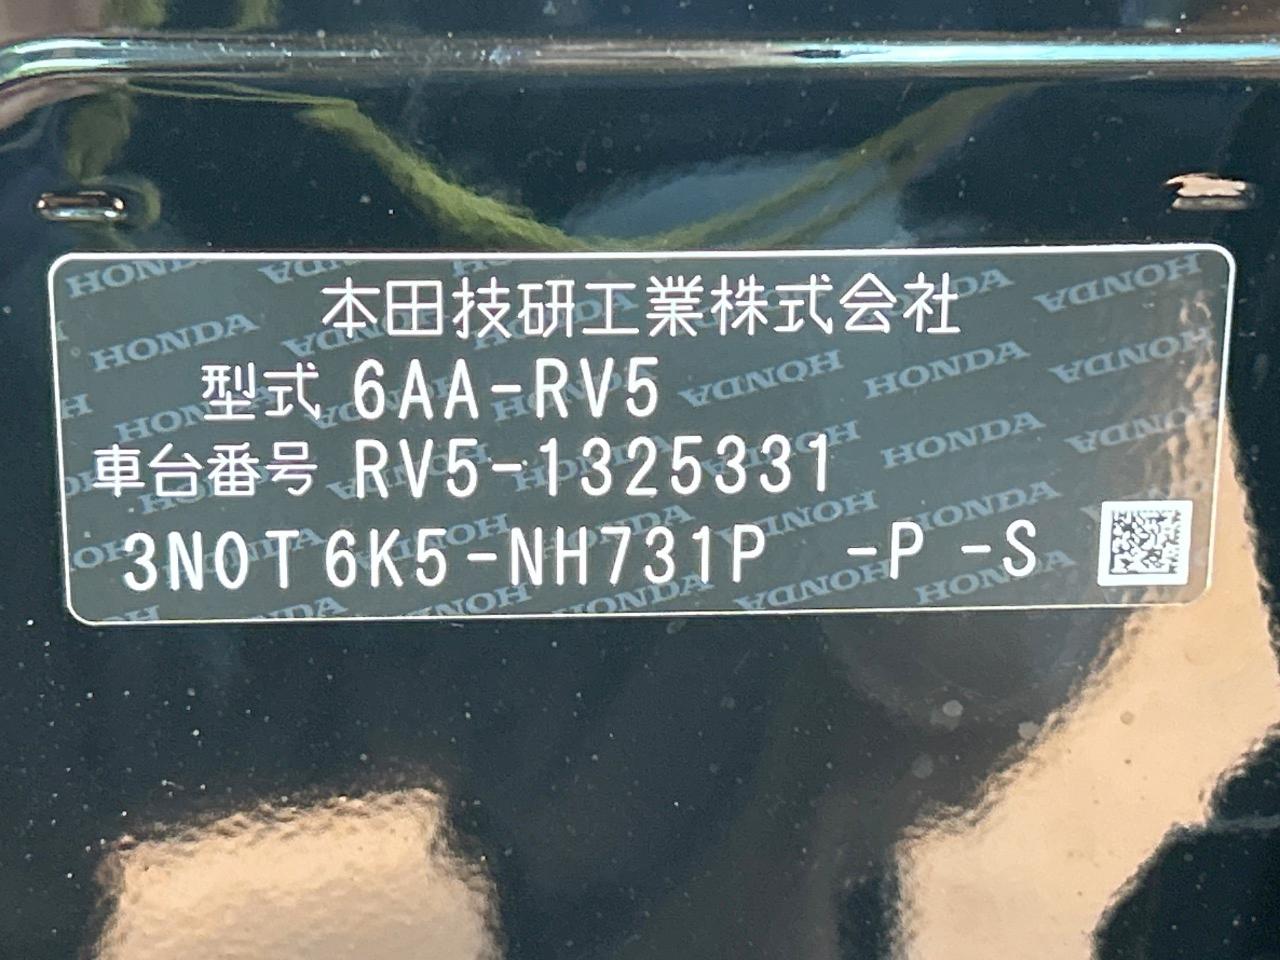 本田技研工業株式会社
型式 6AA-RV5
車台番号 RV5-1325331
3N0T6K5-NH731P -P -S